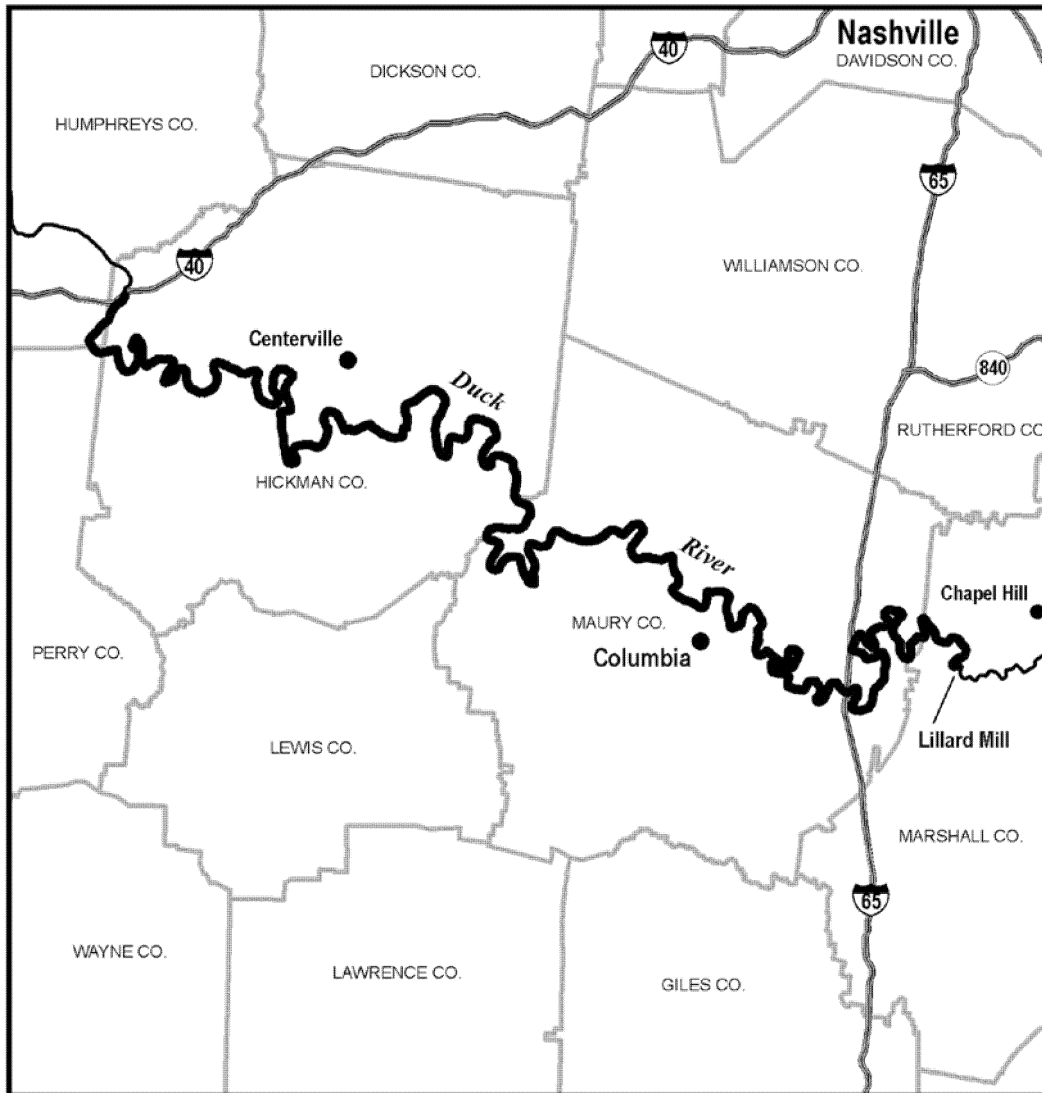 Nashville
DAVIDSON CO.
40
DICKSON CO.
HUMPHREYS CO.
65
40
WILLIAMSON CO.
Centerville
840
Duck
RUTHERFORD CO
HICKMAN CO.
River
Chapel Hill
MAURY CO.
PERRY CO.
Columbia
Lillard Mill
LEWIS CO.
MARSHALL CO.
65
WAYNE CO.
LAWRENCE CO.
GILES CO.